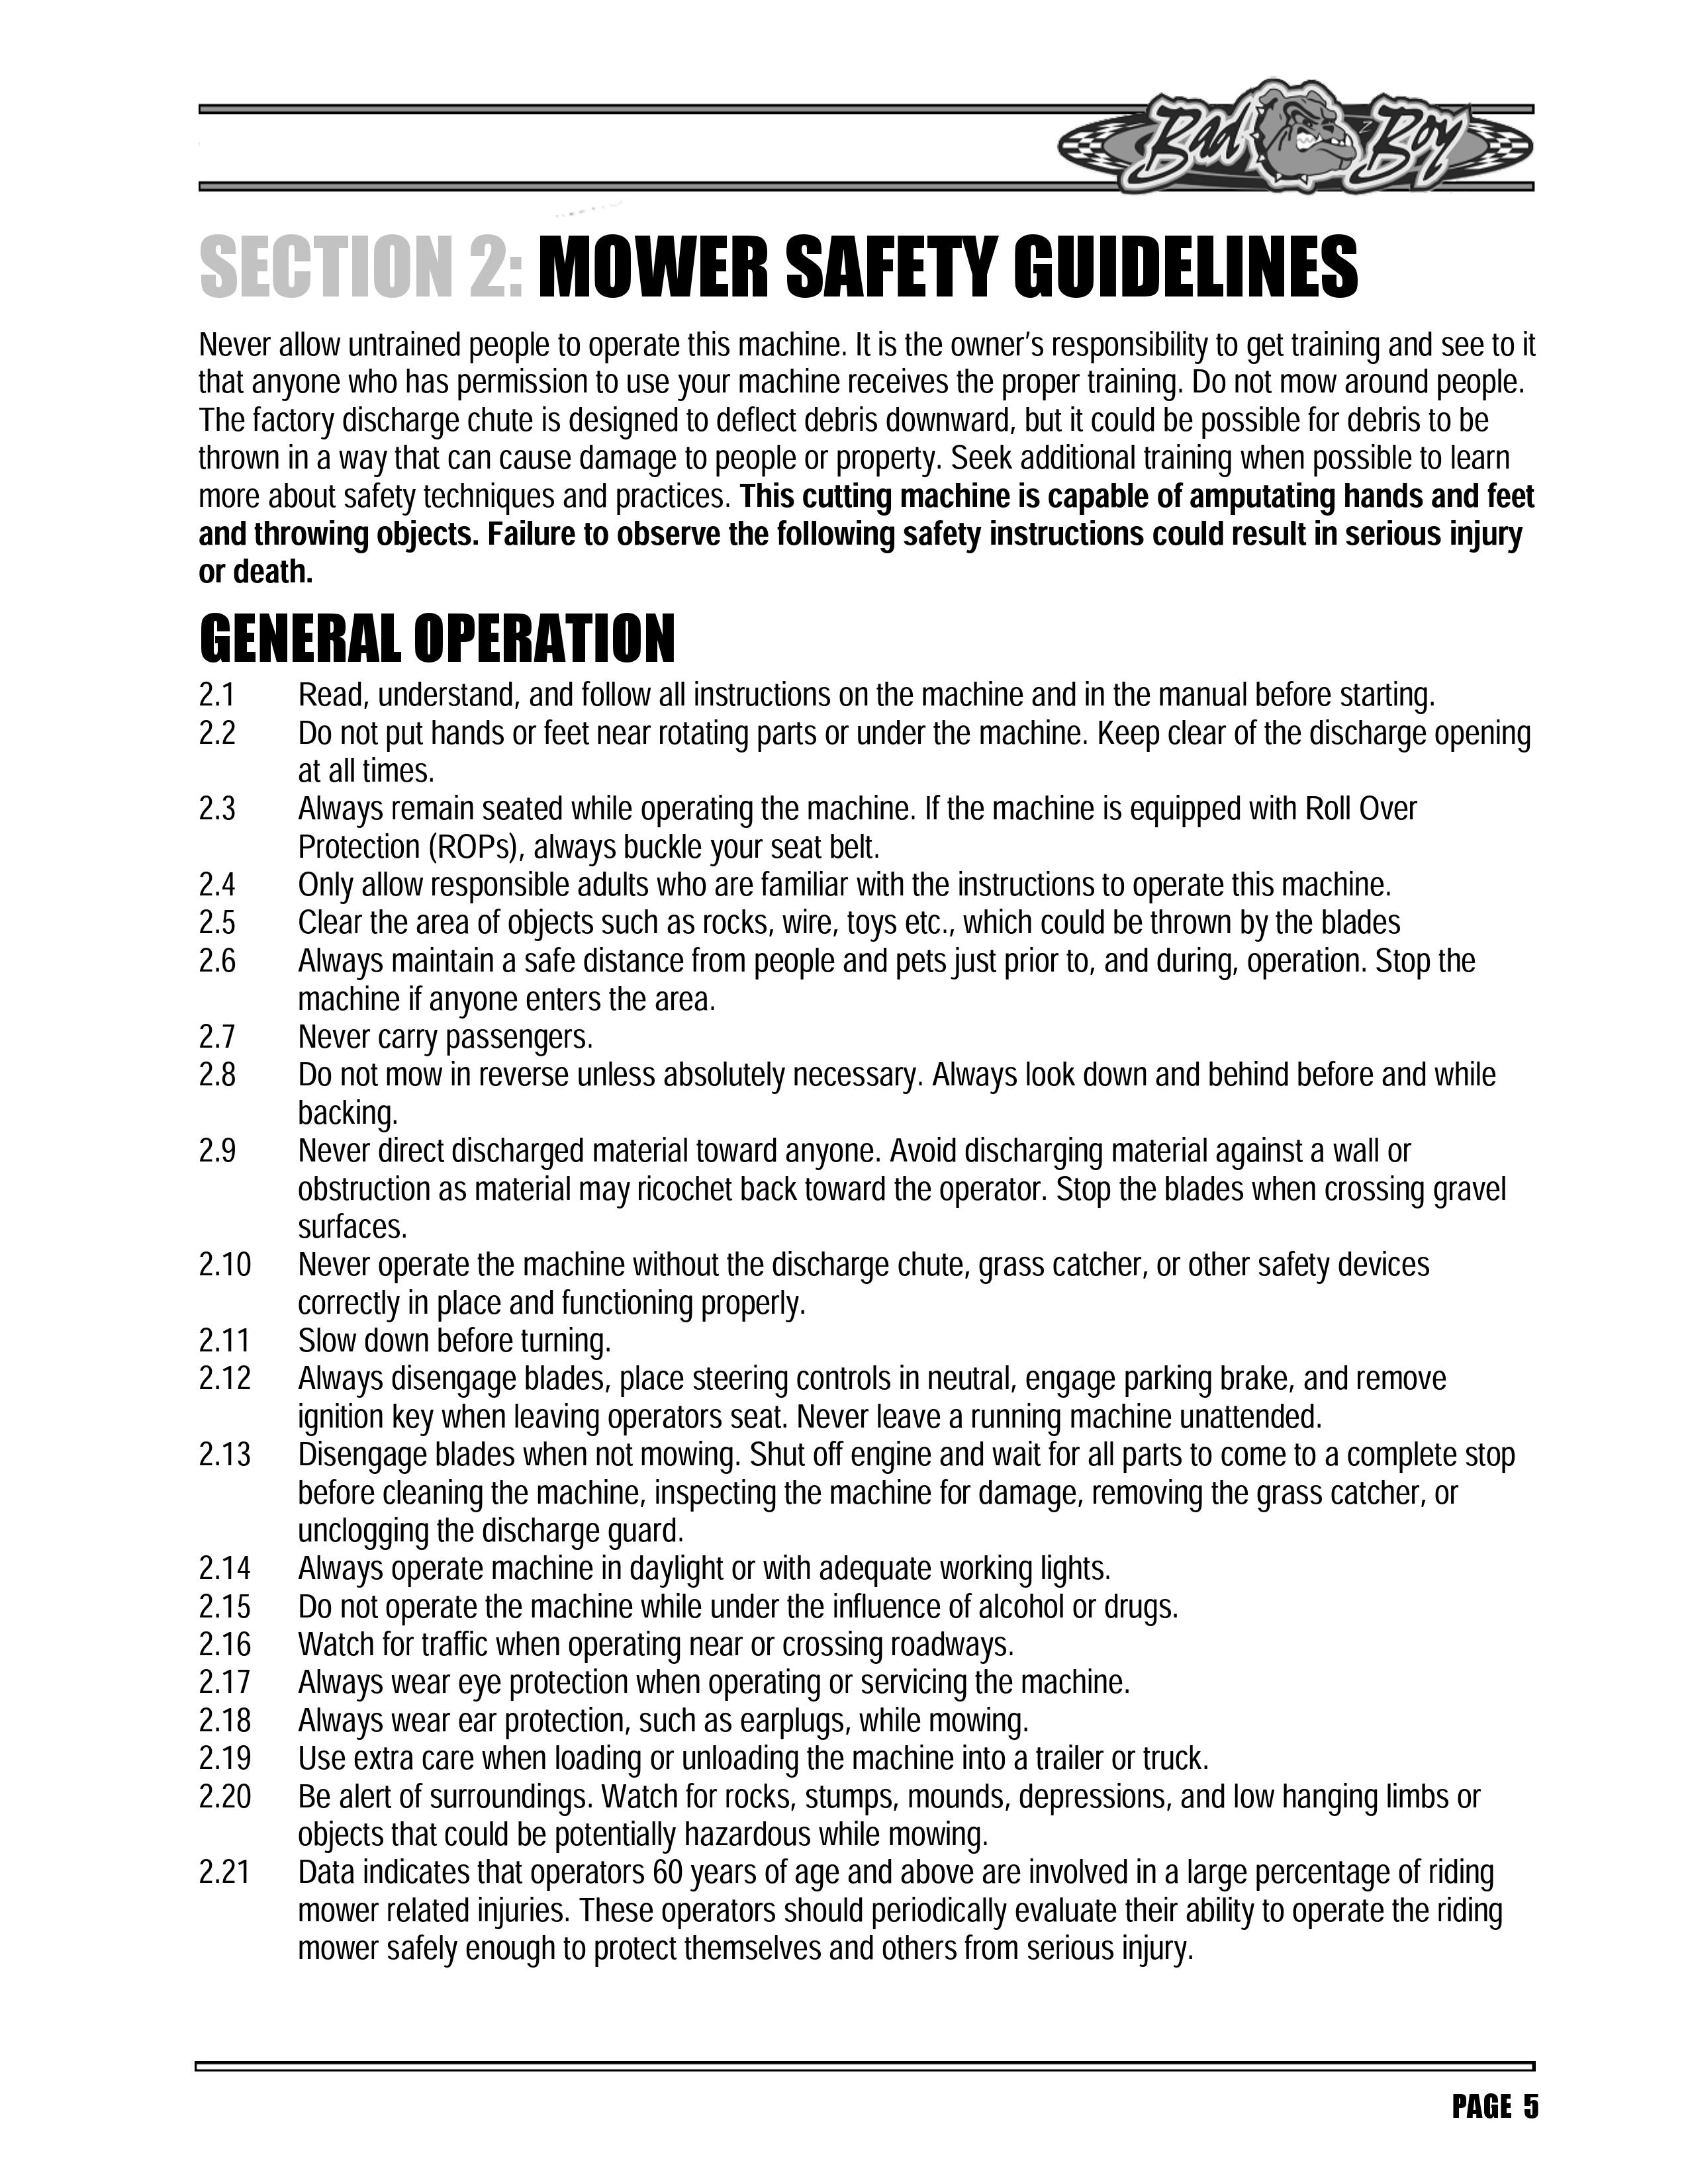 Bad Boy
SECTION 2: MOWER SAFETY GUIDELINES
Never allow untrained people to operate this machine. It is the owner’s responsibility to get training and see to it
that anyone who has permission to use your machine receives the proper training. Do not mow around people.
The factory discharge chute is designed to deflect debris downward, but it could be possible for debris to be
thrown in a way that can cause damage to people or property. Seek additional training when possible to learn
more about safety techniques and practices. This cutting machine is capable of amputating hands and feet
and throwing objects. Failure to observe the following safety instructions could result in serious injury
or death.
GENERAL OPERATION
2.1 Read, understand, and follow all instructions on the machine and in the manual before starting.
2.2 Do not put hands or feet near rotating parts or under the machine. Keep clear of the discharge opening
at all times.
2.3 Always remain seated while operating the machine. If the machine is equipped with Roll Over
Protection (ROPs), always buckle your seat belt.
2.4 Only allow responsible adults who are familiar with the instructions to operate this machine.
2.5 Clear the area of objects such as rocks, wire, toys etc., which could be thrown by the blades
2.6 Always maintain a safe distance from people and pets just prior to, and during, operation. Stop the
machine if anyone enters the area.
2.7 Never carry passengers.
2.8 Do not mow in reverse unless absolutely necessary. Always look down and behind before and while
backing.
2.9 Never direct discharged material toward anyone. Avoid discharging material against a wall or
obstruction as material may ricochet back toward the operator. Stop the blades when crossing gravel
surfaces.
2.10 Never operate the machine without the discharge chute, grass catcher, or other safety devices
correctly in place and functioning properly.
2.11 Slow down before turning.
2.12 Always disengage blades, place steering controls in neutral, engage parking brake, and remove
ignition key when leaving operators seat. Never leave a running machine unattended.
2.13 Disengage blades when not mowing. Shut off engine and wait for all parts to come to a complete stop
before cleaning the machine, inspecting the machine for damage, removing the grass catcher, or
unclogging the discharge guard.
2.14 Always operate machine in daylight or with adequate working lights.
2.15 Do not operate the machine while under the influence of alcohol or drugs.
2.16 Watch for traffic when operating near or crossing roadways.
2.17 Always wear eye protection when operating or servicing the machine.
2.18 Always wear ear protection, such as earplugs, while mowing.
2.19 Use extra care when loading or unloading the machine into a trailer or truck.
2.20 Be alert of surroundings. Watch for rocks, stumps, mounds, depressions, and low hanging limbs or
objects that could be potentially hazardous while mowing.
2.21 Data indicates that operators 60 years of age and above are involved in a large percentage of riding
mower related injuries. These operators should periodically evaluate their ability to operate the riding
mower safely enough to protect themselves and others from serious injury.
PAGE 5